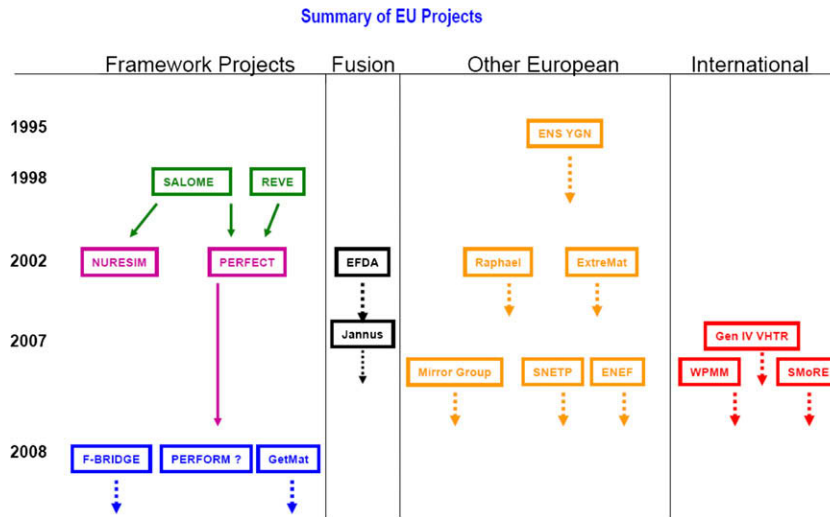 Summary of EU Projects
Framework Projects Fusion Other European International
1995
ENS YGN
1998
SALOME REVE
2002
NURESIM PERFECT EFDA Raphael ExtreMat
2007
Jannus Gen IV VHTR
Mirror Group SNETP ENEF WPMM SMoRE
2008
F-BRIDGE PERFORM ? GetMat